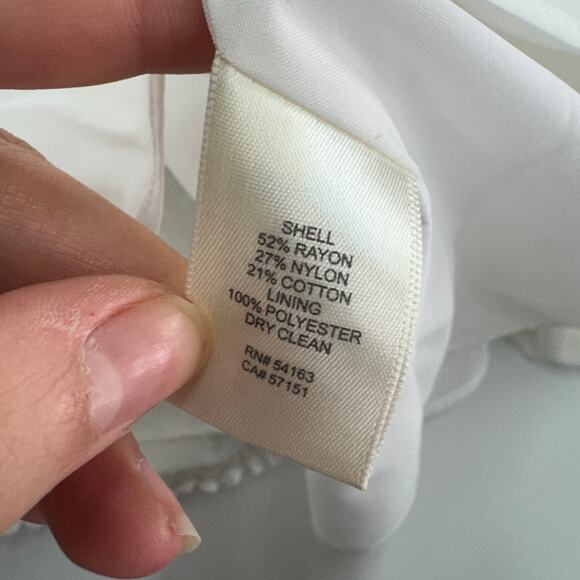 SHELL
52% RAYON
27% NYLON
21% COTTON
LINING
100% POLYESTER
DRY CLEAN
RN# 54163
CA# 57151